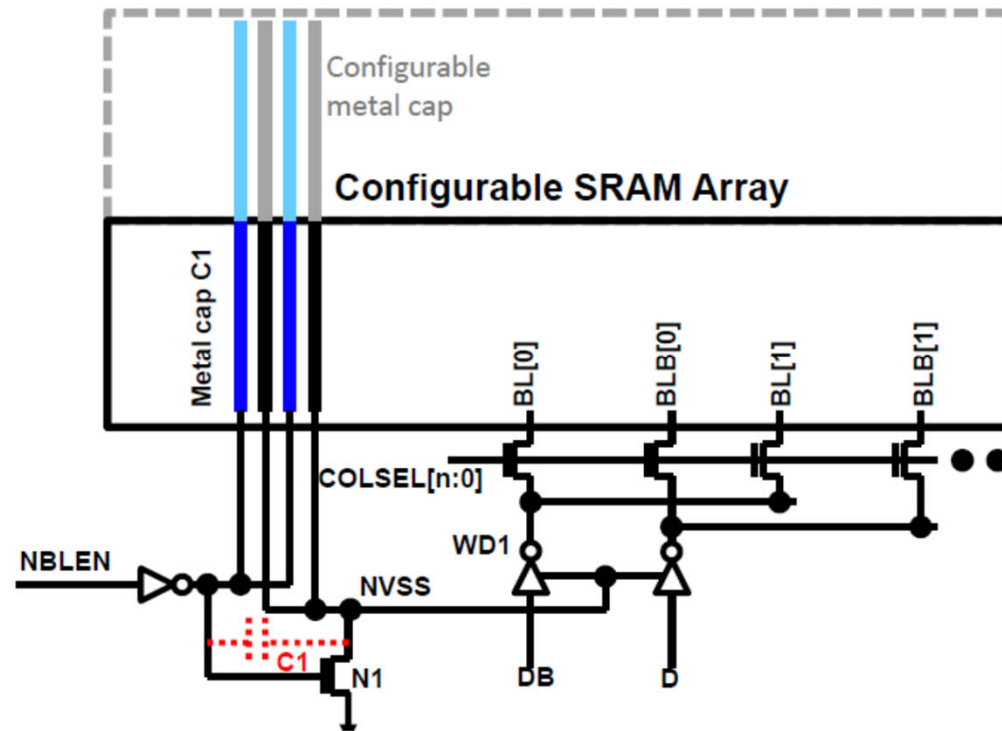 Configurable
metal cap
Configurable SRAM Array
Metal cap C1
BL[0]
BLB[0]
BL[1]
BLB[1]
COLSEL[n:0]
WD1
NBLEN
NVSS
C1
N1
DB
D